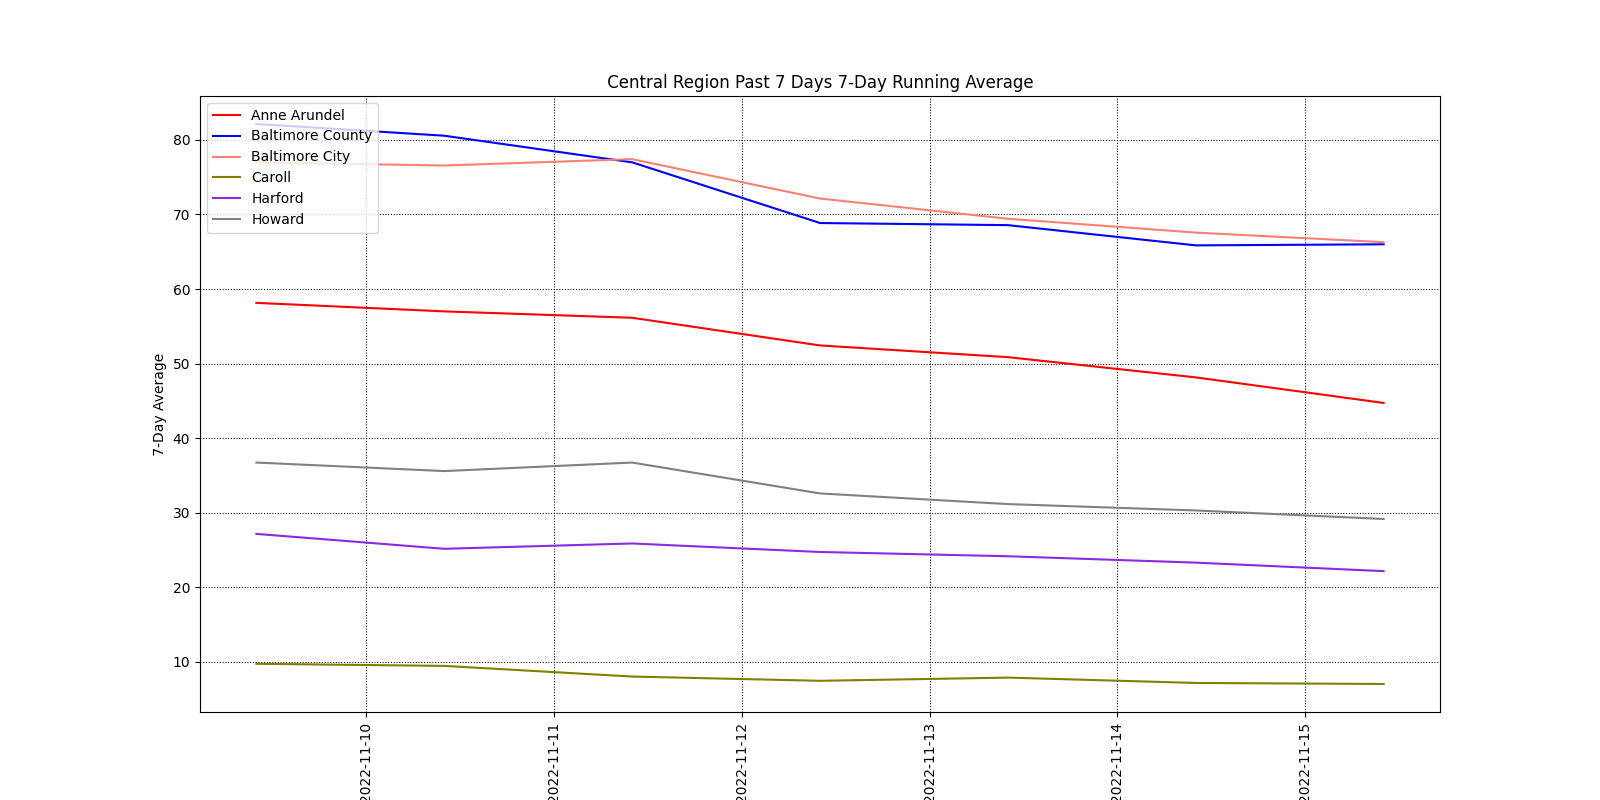 Central Region Past 7 Days 7-Day Running Average
Anne Arundel
Baltimore County
Baltimore City
Caroll
Harford
Howard
7-Day Average
80
70
60
50
40
30
20
10
2022-11-10
2022-11-11
2022-11-12
2022-11-13
2022-11-14
2022-11-15